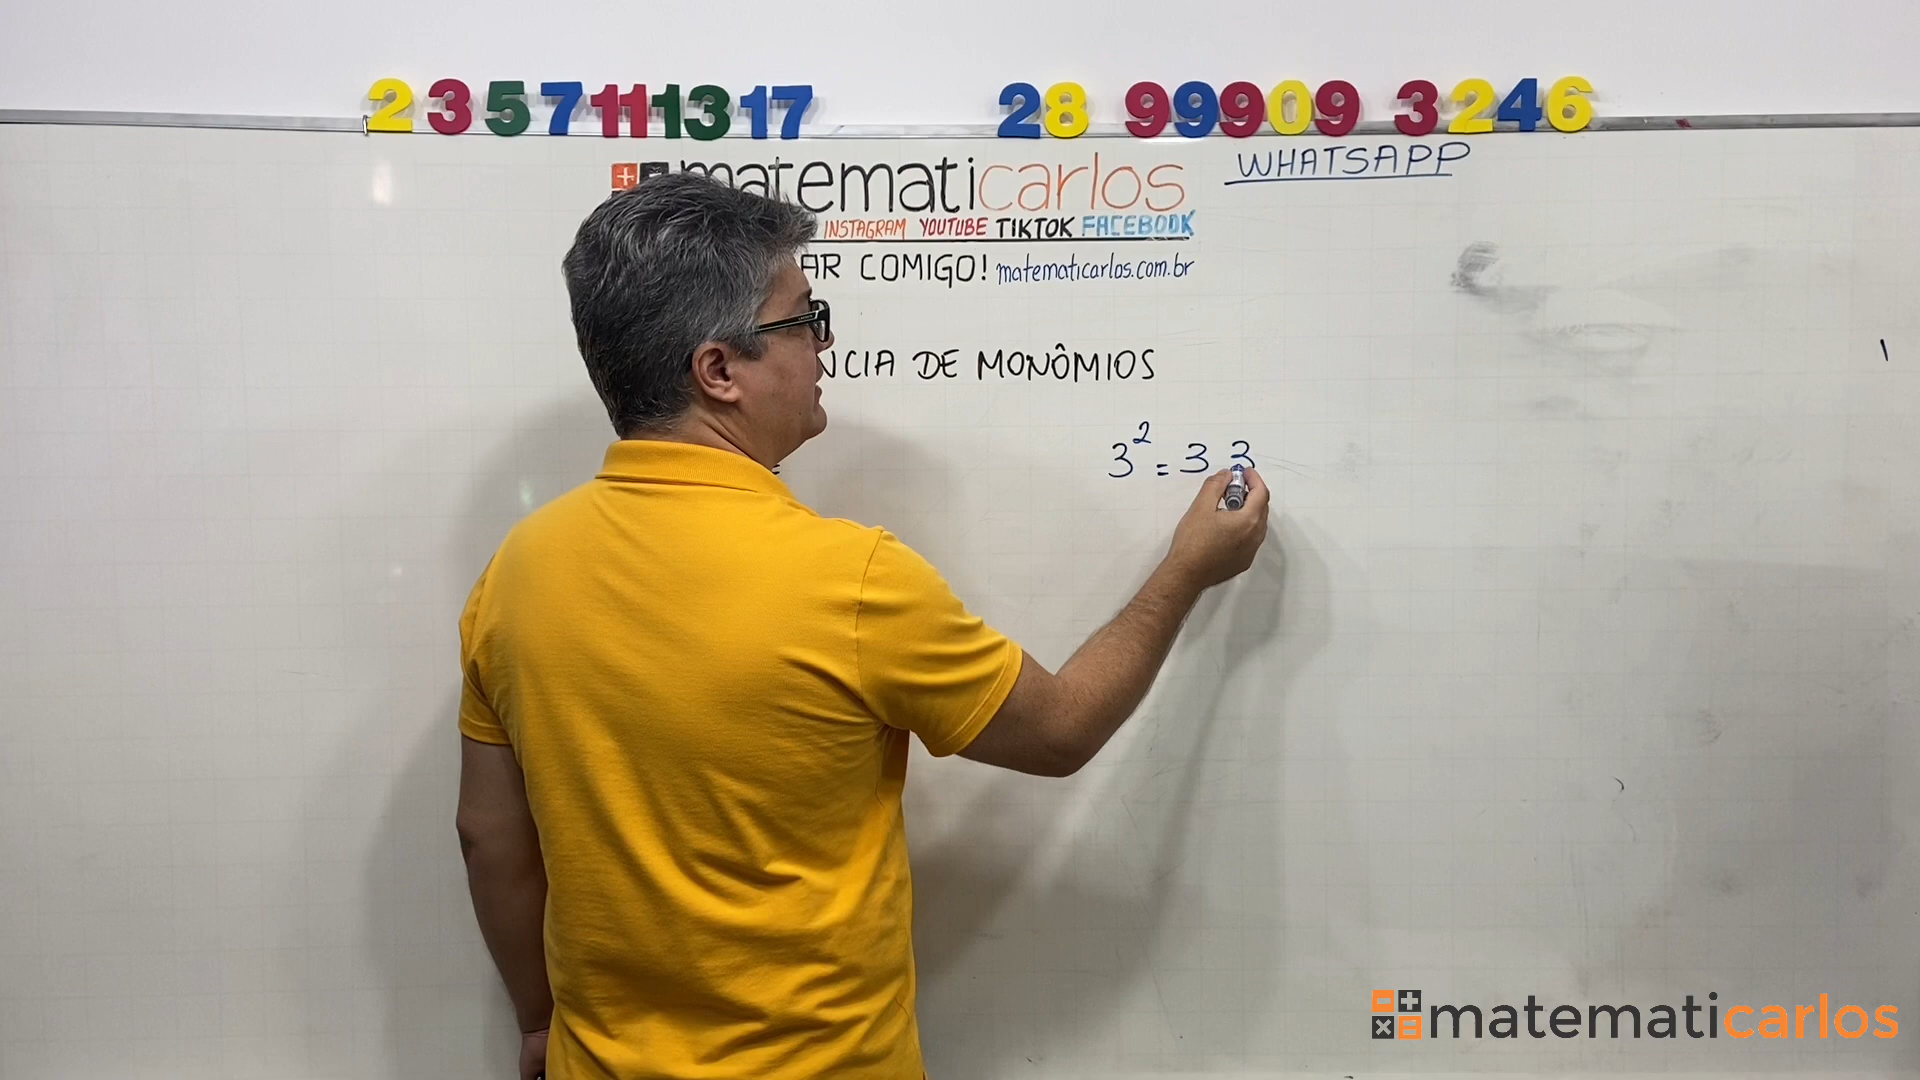 2 3 5 7 11 13 17 28 99909 3246
matematicarlos
WHATSAPP
INSTAGRAM YOUTUBE TIKTOK FACEBOOK
AR COMIGO! matematicarlos.com.br
NCIA DE MONÔMIOS
3² = 3 3
matematicarlos